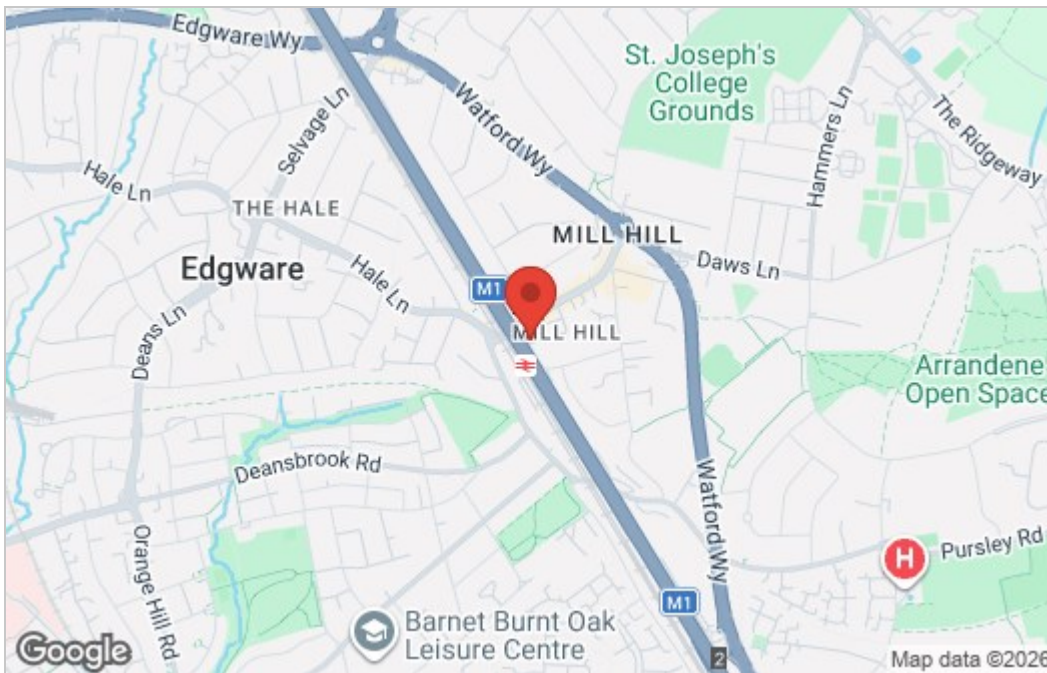 Edgware Wy
St. Joseph's
College
Grounds
Selvage Ln
Watford Wy
Hammers Ln
The Ridgeway
Hale Ln
THE HALE
MILL HILL
Edgware
Hale Ln
Daws Ln
M1
MILL HILL
Deans Ln
Arrandene
Open Space
Deansbrook Rd
Watford Wy
Orange Hill Rd
H
Pursley Rd
M1
Barnet Burnt Oak
Leisure Centre
2
Google
Map data ©2026